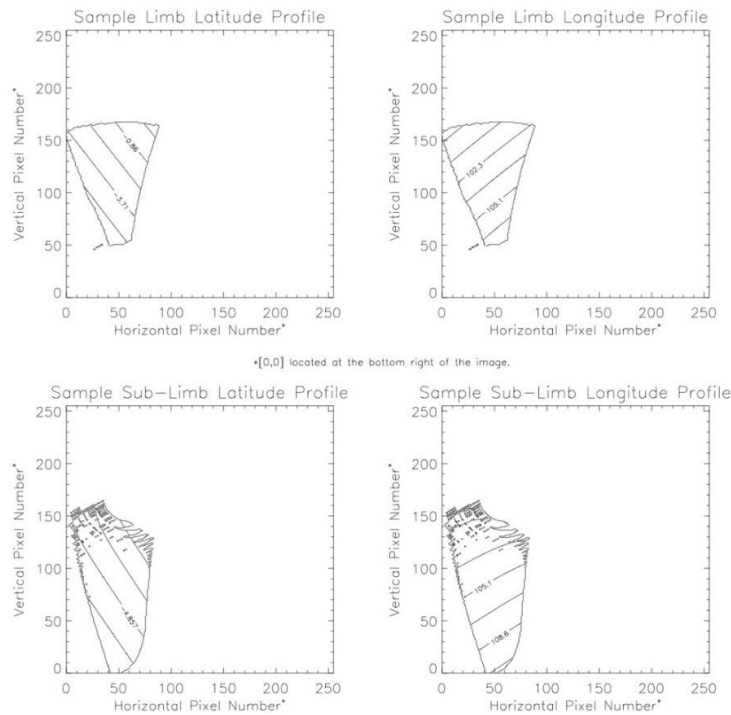 Sample Limb Latitude Profile
Sample Limb Longitude Profile
Vertical Pixel Number*
250
200
150
100
50
0
-0.86
-3.71
0 50 100 150 200 250
Horizontal Pixel Number*
Vertical Pixel Number*
250
200
150
100
50
0
102.3
105.1
0 50 100 150 200 250
Horizontal Pixel Number*
*[0,0] located at the bottom right of the image.
Sample Sub-Limb Latitude Profile
Sample Sub-Limb Longitude Profile
Vertical Pixel Number*
250
200
150
100
50
0
-4.857
0 50 100 150 200 250
Horizontal Pixel Number*
Vertical Pixel Number*
250
200
150
100
50
0
105.1
108.6
0 50 100 150 200 250
Horizontal Pixel Number*